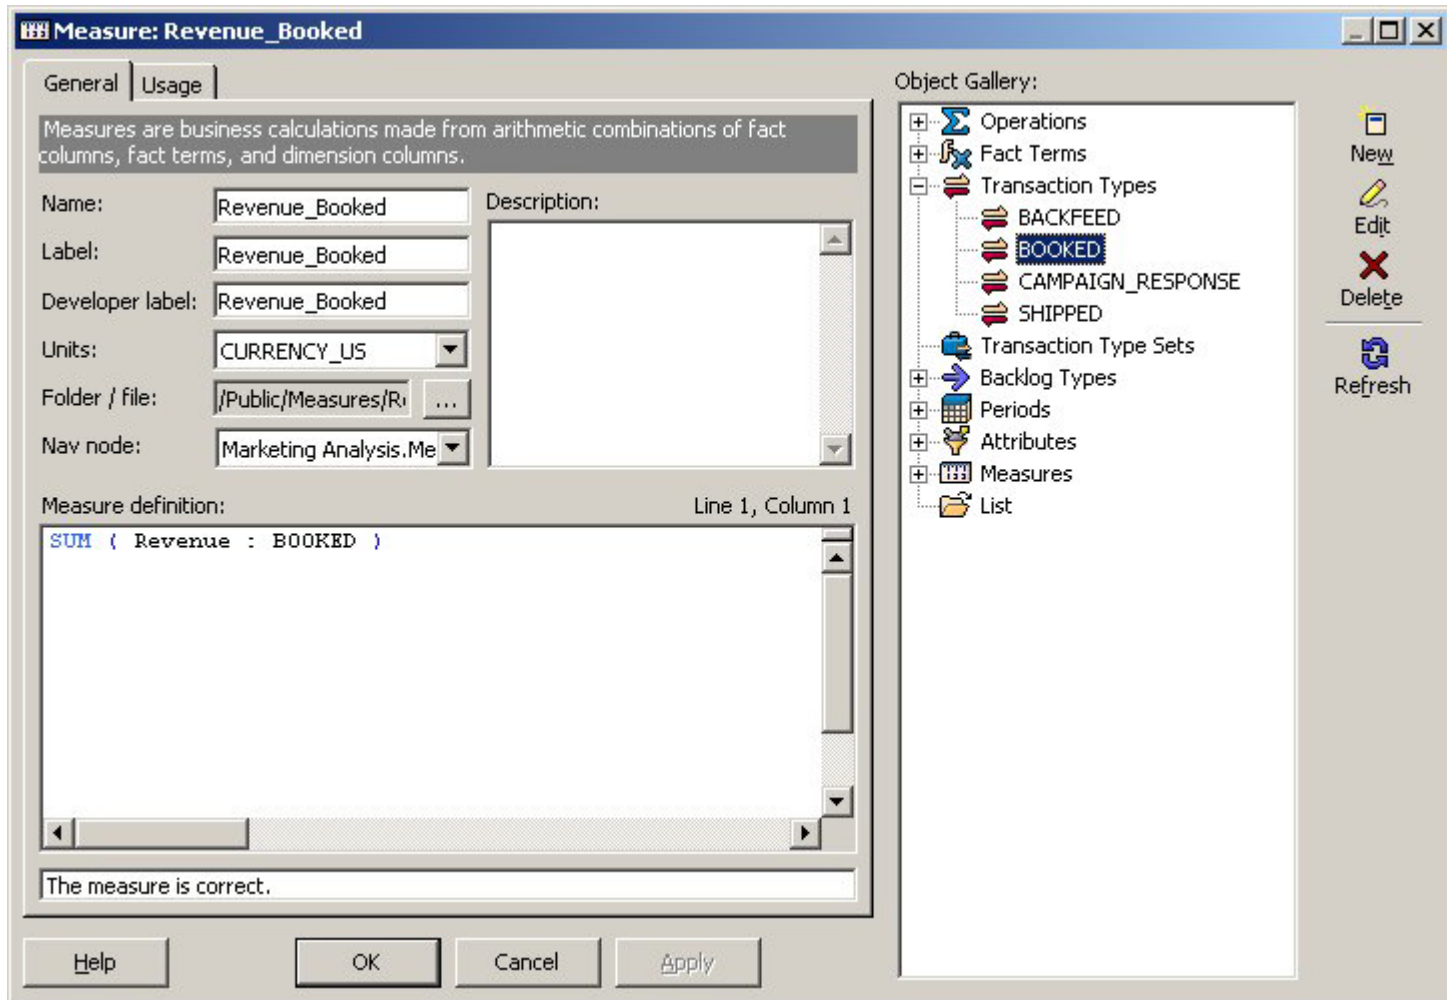 Measure: Revenue_Booked
General
Usage
Measures are business calculations made from arithmetic combinations of fact
columns, fact terms, and dimension columns.
Name:
Revenue_Booked
Label:
Revenue_Booked
Developer label:
Revenue_Booked
Units:
CURRENCY_US
Folder / file:
/Public/Measures/R
...
Nav node:
Marketing Analysis.Me
Description:
Measure definition:
Line 1, Column 1
SUM ( Revenue : BOOKED )
The measure is correct.
Help
OK
Cancel
Apply
Object Gallery:
Operations
Fact Terms
Transaction Types
BACKFEED
BOOKED
CAMPAIGN_RESPONSE
SHIPPED
Transaction Type Sets
Backlog Types
Periods
Attributes
Measures
List
New
Edit
Delete
Refresh